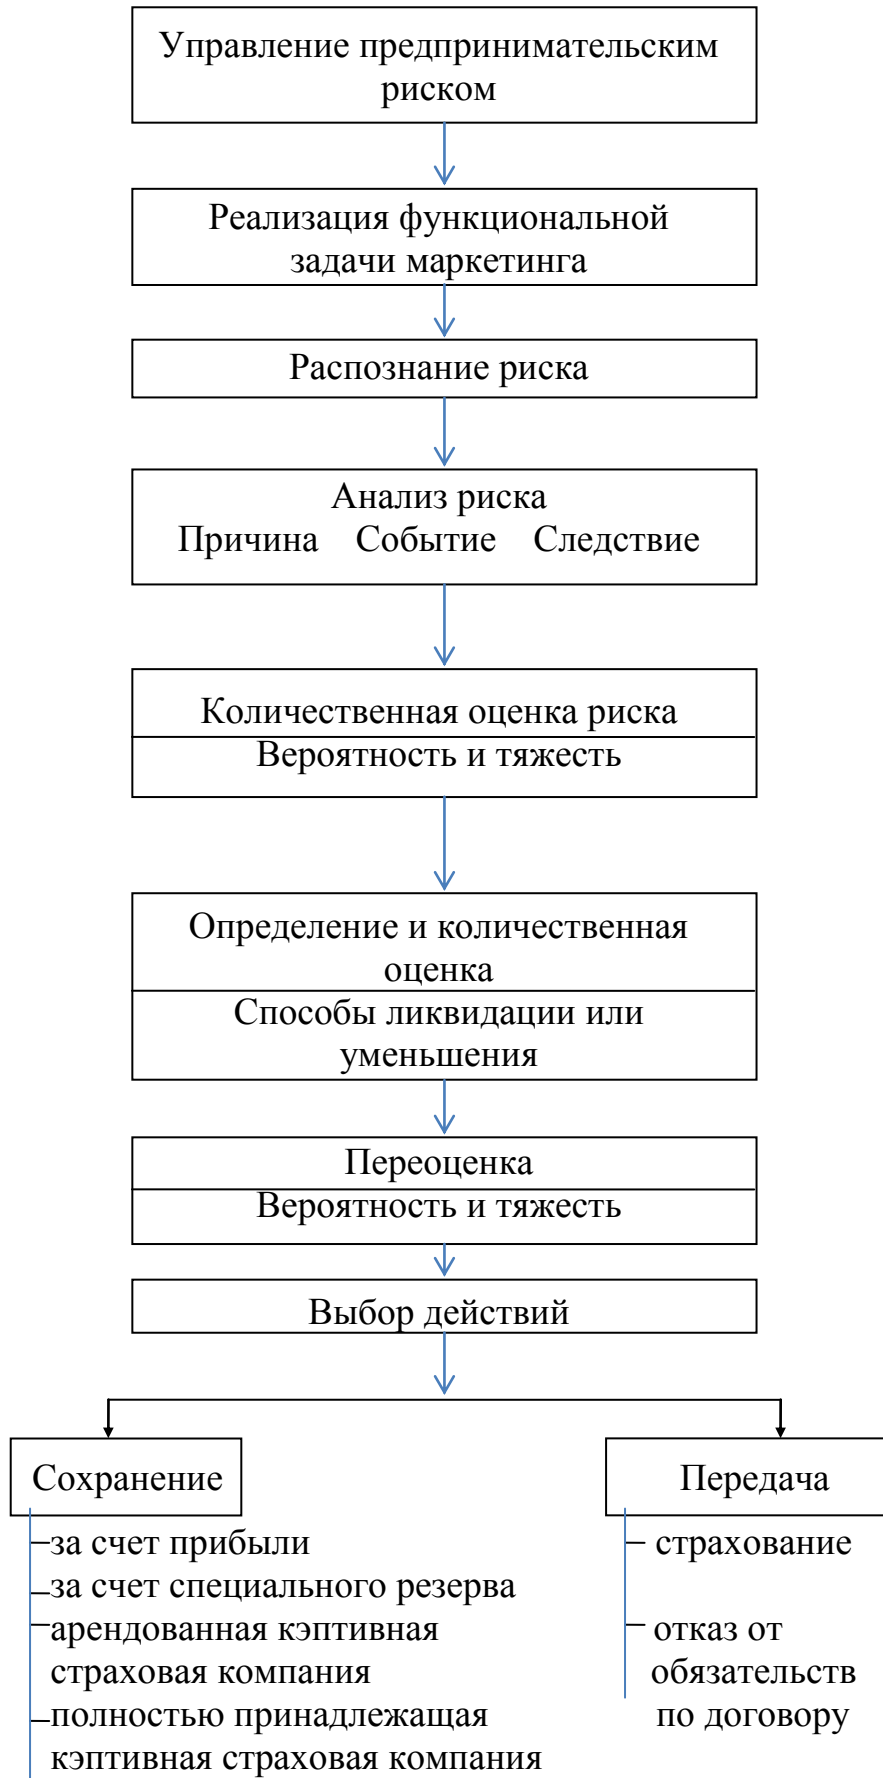 Управление предпринимательским
риском
Реализация функциональной
задачи маркетинга
Распознание риска
Анализ риска
Причина Событие Следствие
Количественная оценка риска
Вероятность и тяжесть
Определение и количественная
оценка
Способы ликвидации или
уменьшения
Переоценка
Вероятность и тяжесть
Выбор действий
Сохранение
за счет прибыли
за счет специального резерва
арендованная кэптивная
страховая компания
полностью принадлежащая
кэптивная страховая компания
Передача
страхование
отказ от
обязательств
по договору